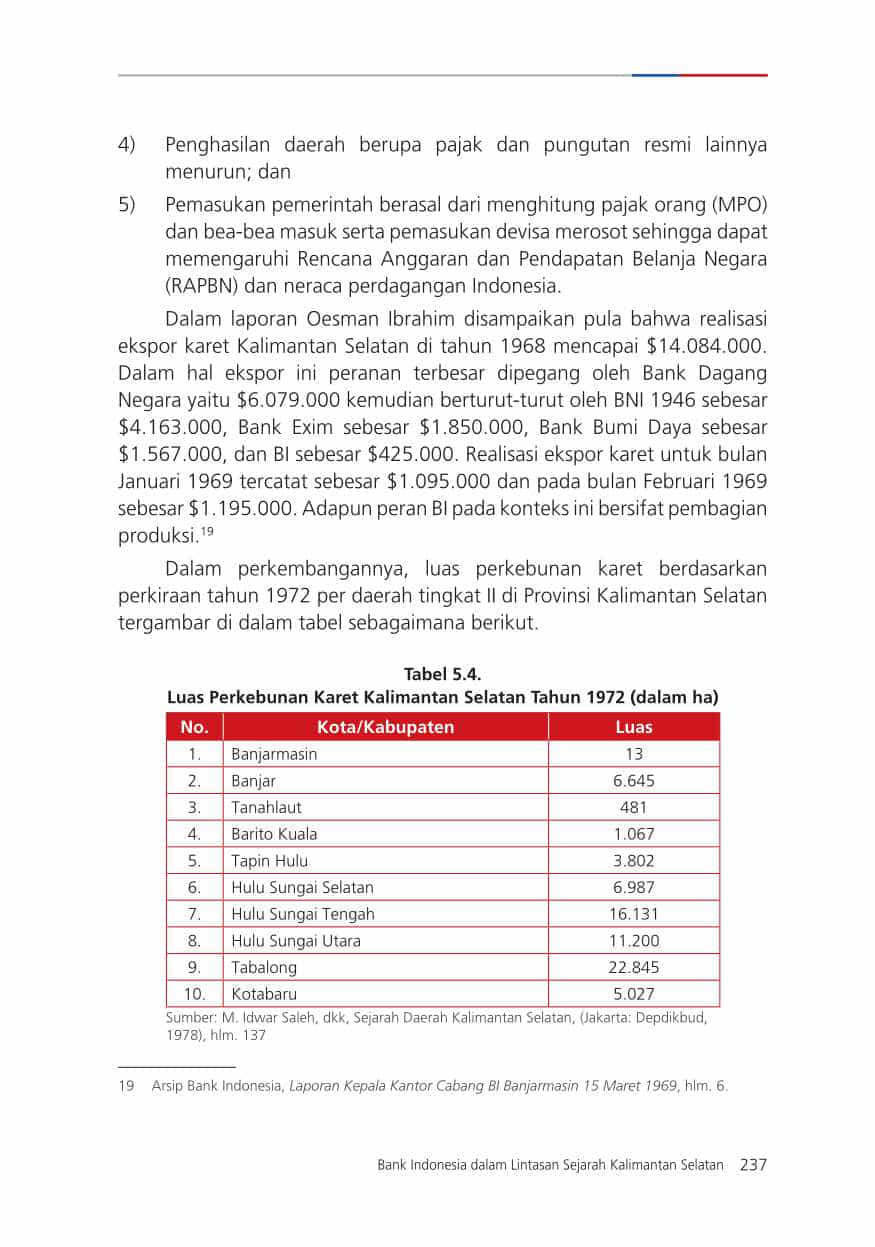 4) Penghasilan daerah berupa pajak dan pungutan resmi lainnya
menurun; dan
5) Pemasukan pemerintah berasal dari menghitung pajak orang (MPO)
dan bea-bea masuk serta pemasukan devisa merosot sehingga dapat
memengaruhi Rencana Anggaran dan Pendapatan Belanja Negara
(RAPBN) dan neraca perdagangan Indonesia.
Dalam laporan Oesman Ibrahim disampaikan pula bahwa realisasi
ekspor karet Kalimantan Selatan di tahun 1968 mencapai $14.084.000.
Dalam hal ekspor ini peranan terbesar dipegang oleh Bank Dagang
Negara yaitu $6.079.000 kemudian berturut-turut oleh BNI 1946 sebesar
$4.163.000, Bank Exim sebesar $1.850.000, Bank Bumi Daya sebesar
$1.567.000, dan BI sebesar $425.000. Realisasi ekspor karet untuk bulan
Januari 1969 tercatat sebesar $1.095.000 dan pada bulan Februari 1969
sebesar $1.195.000. Adapun peran BI pada konteks ini bersifat pembagian
produksi.19
Dalam perkembangannya, luas perkebunan karet berdasarkan
perkiraan tahun 1972 per daerah tingkat II di Provinsi Kalimantan Selatan
tergambar di dalam tabel sebagaimana berikut.
Tabel 5.4.
Luas Perkebunan Karet Kalimantan Selatan Tahun 1972 (dalam ha)
No. Kota/Kabupaten Luas
1. Banjarmasin 13
2. Banjar 6.645
3. Tanahlaut 481
4. Barito Kuala 1.067
5. Tapin Hulu 3.802
6. Hulu Sungai Selatan 6.987
7. Hulu Sungai Tengah 16.131
8. Hulu Sungai Utara 11.200
9. Tabalong 22.845
10. Kotabaru 5.027
Sumber: M. Idwar Saleh, dkk, Sejarah Daerah Kalimantan Selatan, (Jakarta: Depdikbud,
1978), hlm. 137
19 Arsip Bank Indonesia, Laporan Kepala Kantor Cabang BI Banjarmasin 15 Maret 1969, hlm. 6.
Bank Indonesia dalam Lintasan Sejarah Kalimantan Selatan 237